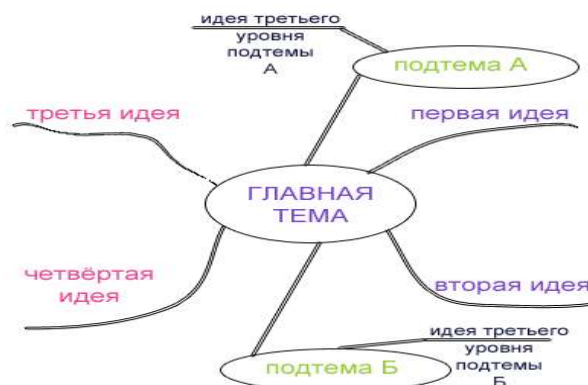 идея третьего
уровня
подтемы
А
подтема А
третья идея
первая идея
ГЛАВНАЯ
ТЕМА
четвёртая
идея
вторая идея
идея третьего
уровня
подтемы
Б
подтема Б